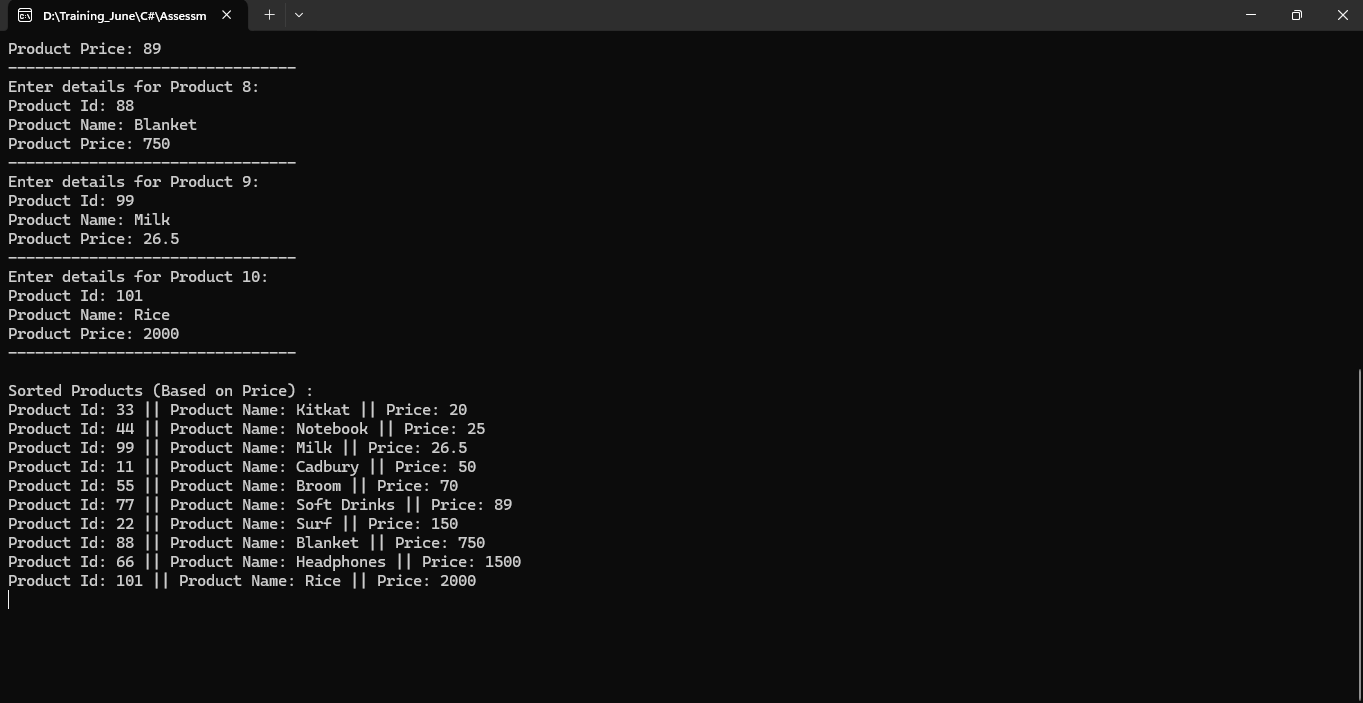 D:\Training_June\C#\Assessm
Product Price: 89
--------------------------------
Enter details for Product 8:
Product Id: 88
Product Name: Blanket
Product Price: 750
--------------------------------
Enter details for Product 9:
Product Id: 99
Product Name: Milk
Product Price: 26.5
--------------------------------
Enter details for Product 10:
Product Id: 101
Product Name: Rice
Product Price: 2000
--------------------------------
Sorted Products (Based on Price) :
Product Id: 33 || Product Name: Kitkat || Price: 20
Product Id: 44 || Product Name: Notebook || Price: 25
Product Id: 99 || Product Name: Milk || Price: 26.5
Product Id: 11 || Product Name: Cadbury || Price: 50
Product Id: 55 || Product Name: Broom || Price: 70
Product Id: 77 || Product Name: Soft Drinks || Price: 89
Product Id: 22 || Product Name: Surf || Price: 150
Product Id: 88 || Product Name: Blanket || Price: 750
Product Id: 66 || Product Name: Headphones || Price: 1500
Product Id: 101 || Product Name: Rice || Price: 2000